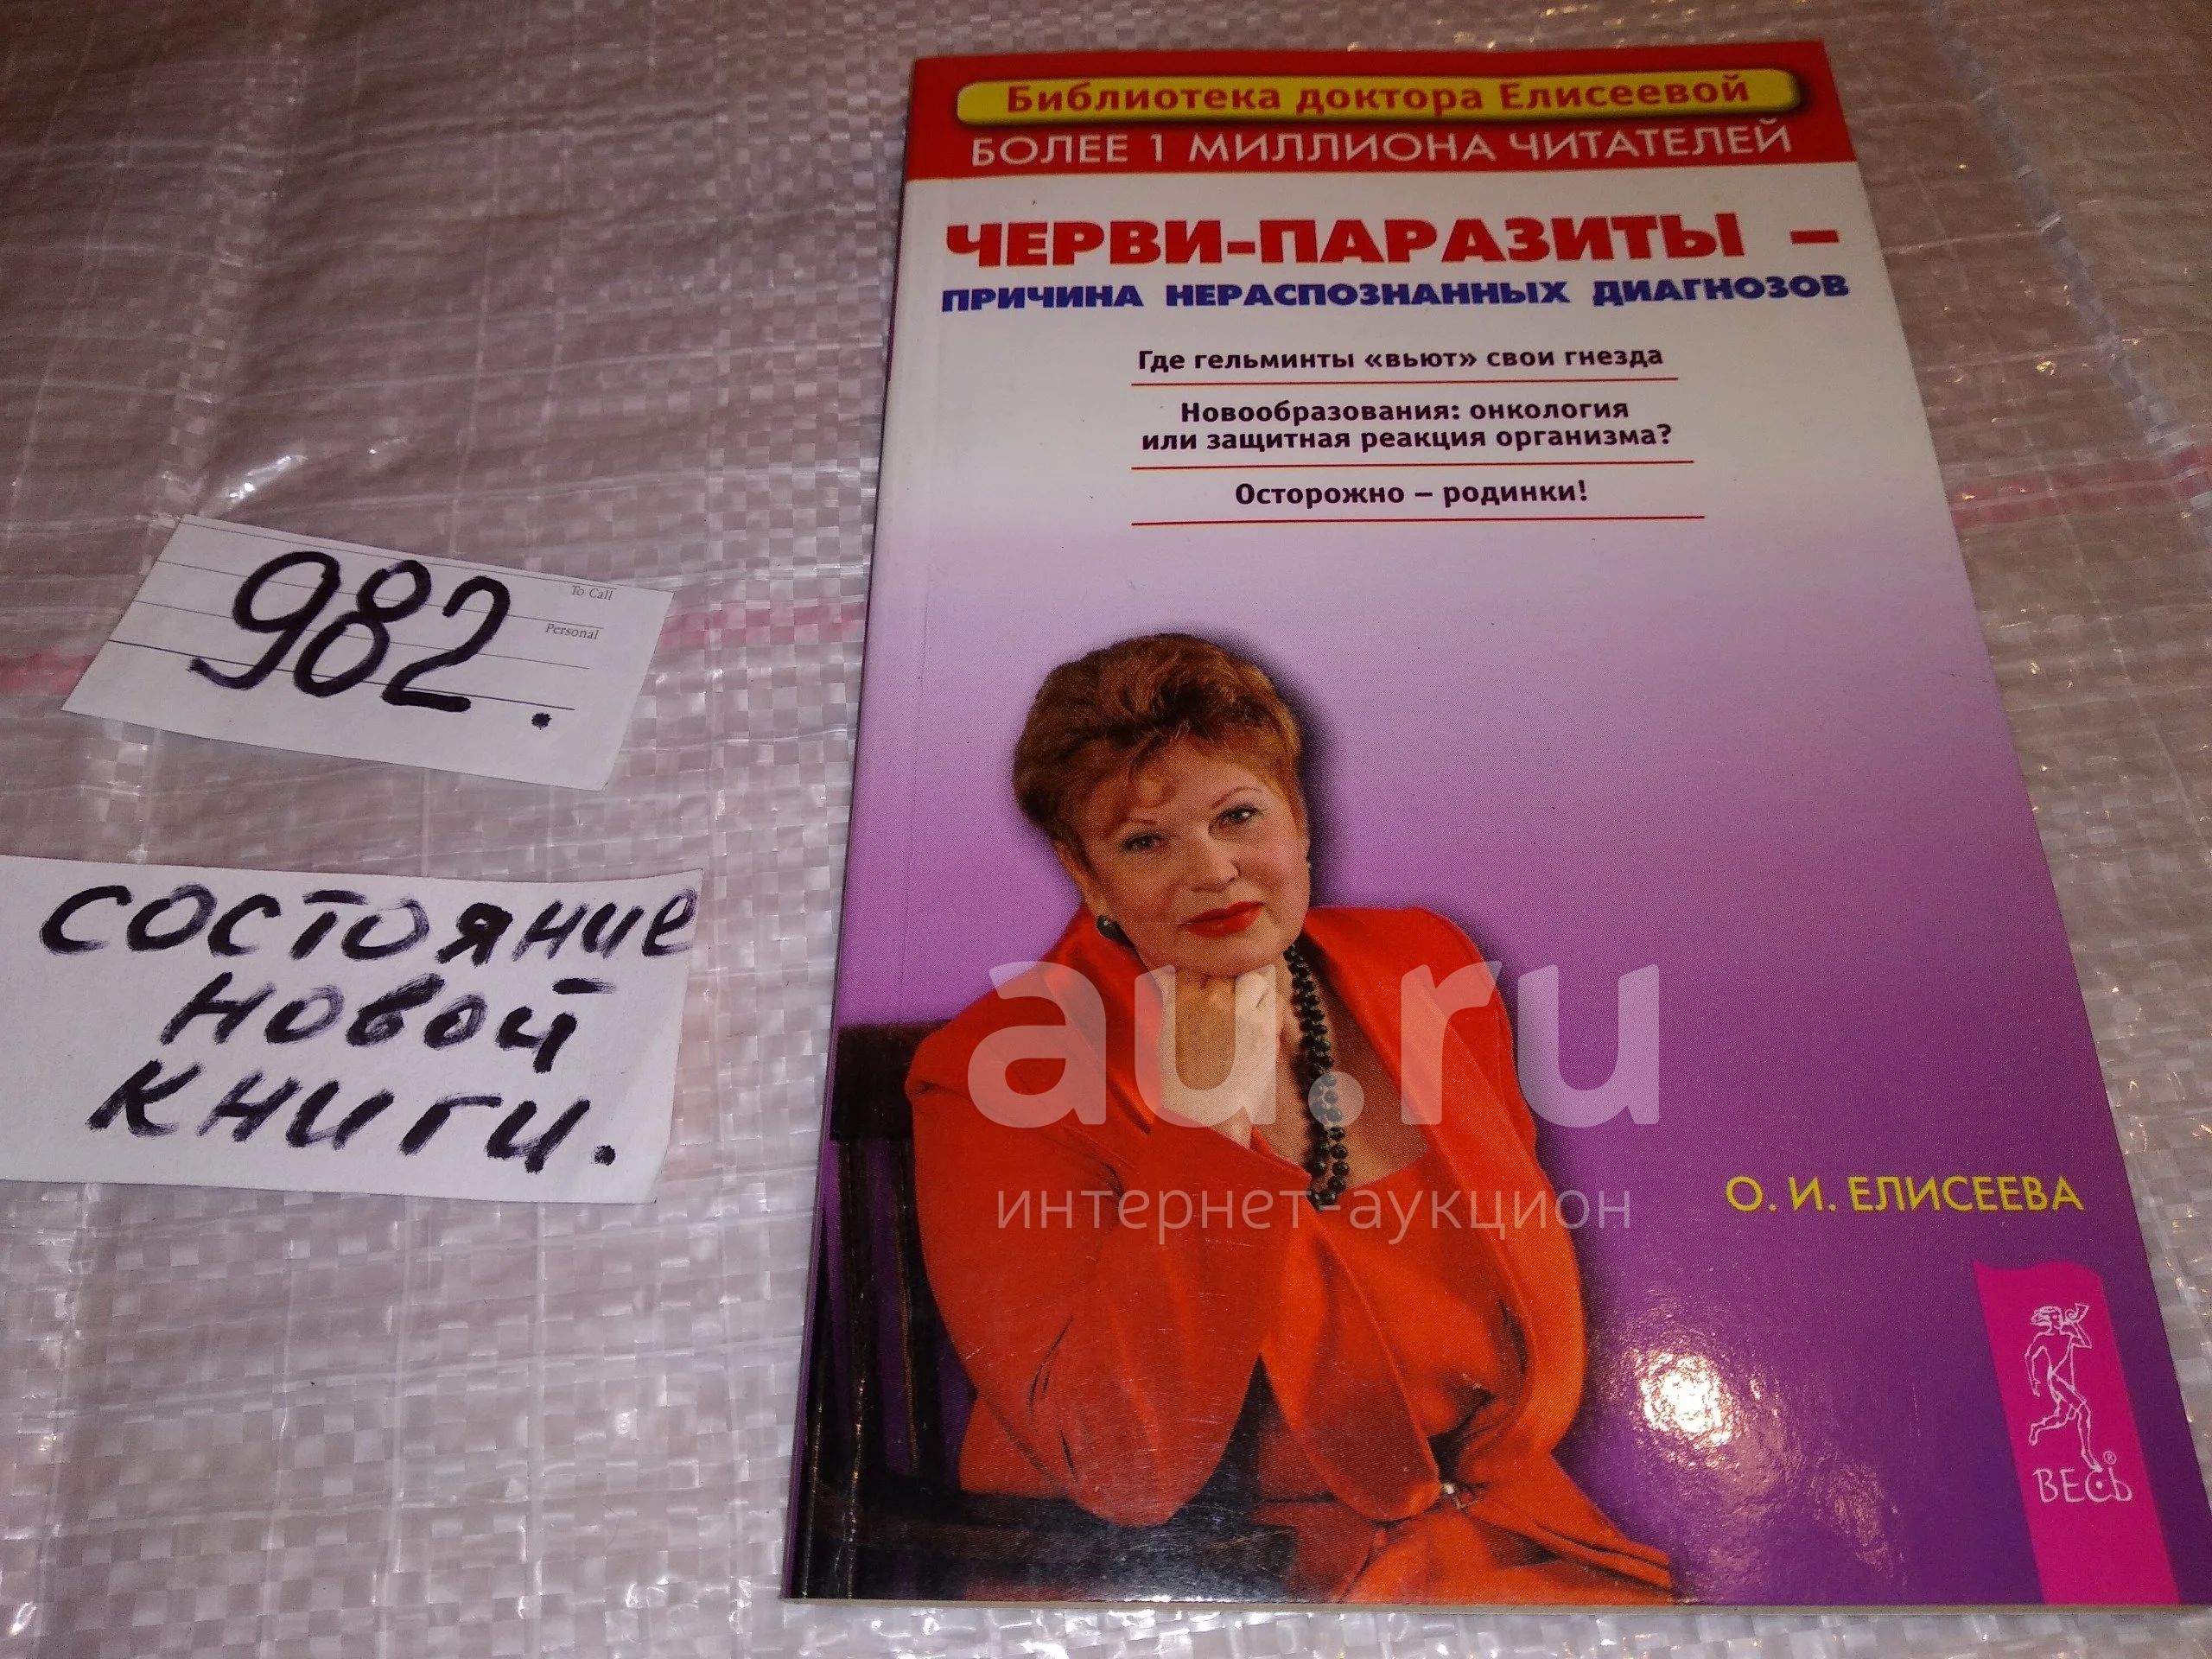 Библиотека доктора Елисеевой
БОЛЕЕ 1 МИЛЛИОНА ЧИТАТЕЛЕЙ
ЧЕРВИ-ПАРАЗИТЫ –
ПРИЧИНА НЕРАСПОЗНАННЫХ ДИАГНОЗОВ
Где гельминты «вьют» свои гнезда
Новообразования: онкология
или защитная реакция организма?
Осторожно – родинки!
982.
To Call
Personal
состояние
новой
книги.
au.ru
интернет-аукцион
О. И. ЕЛИСЕЕВА
ВЕСЬ®